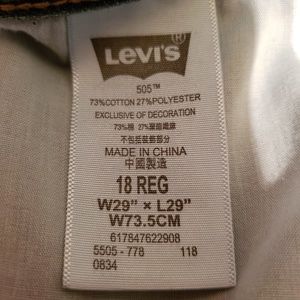 LEVI'S®
505™
73%COTTON 27%POLYESTER
EXCLUSIVE OF DECORATION
73%棉 27%聚酯纖維
不包括裝飾部分
MADE IN CHINA
中國製造
18 REG
W29" × L29"
W73.5CM
617847622908
5505-778 118
0834